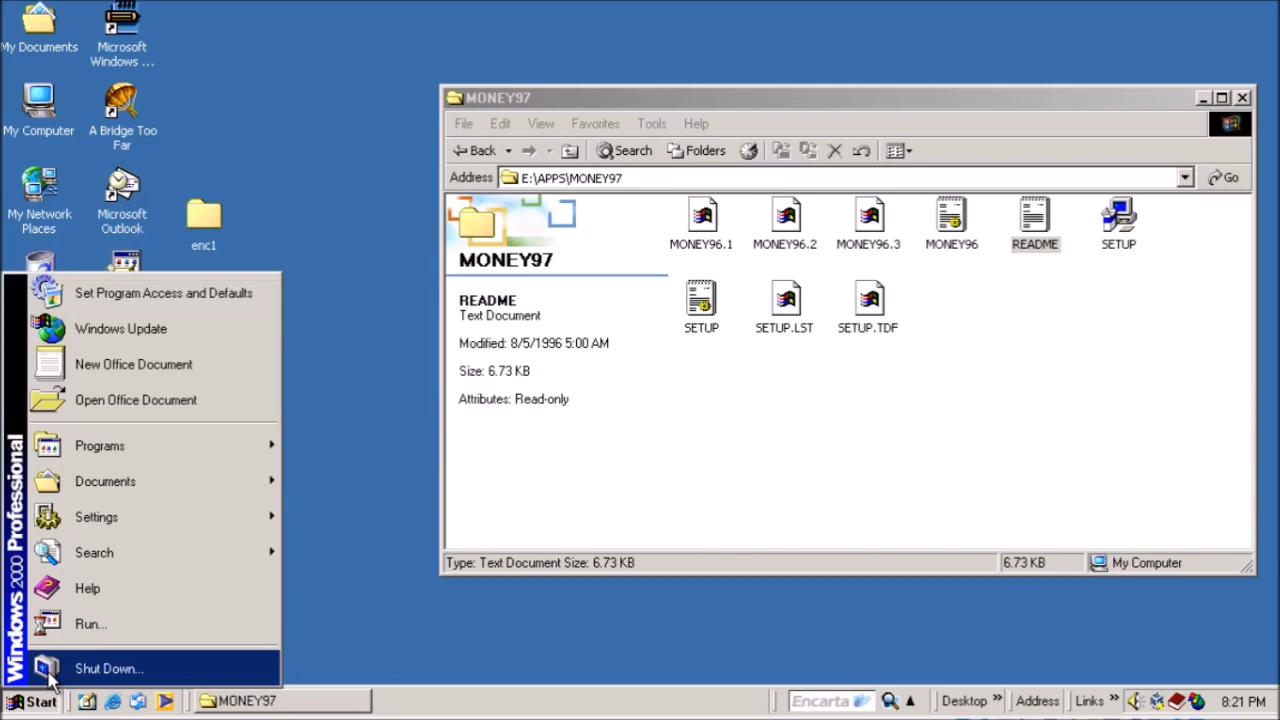 My Documents
Microsoft
Windows ...
My Computer
A Bridge Too
Far
My Network
Places
Microsoft
Outlook
enc1
MONEY97
File Edit View Favorites Tools Help
Back Search Folders
Address E:\APPS\MONEY97 Go
MONEY97
README
Text Document
Modified: 8/5/1996 5:00 AM
Size: 6.73 KB
Attributes: Read-only
MONEY96.1 MONEY96.2 MONEY96.3 MONEY96 README SETUP
SETUP SETUP.LST SETUP.TDF
Type: Text Document Size: 6.73 KB 6.73 KB My Computer
Set Program Access and Defaults
Windows Update
New Office Document
Open Office Document
Programs
Documents
Settings
Search
Help
Run...
Shut Down...
Windows 2000 Professional
Start MONEY97 Encarta Desktop » Address Links » 8:21 PM